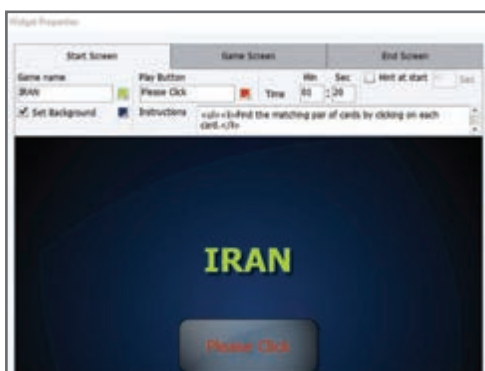 Widget Properties
Start Screen Game Screen End Screen
Game name Play Button Min Sec Hint at start Sec
IRAN Please Click Time 01 : 20
Set Background Instructions <ul><li>Find the matching pair of cards by clicking on each
card.</li>
IRAN
Please Click